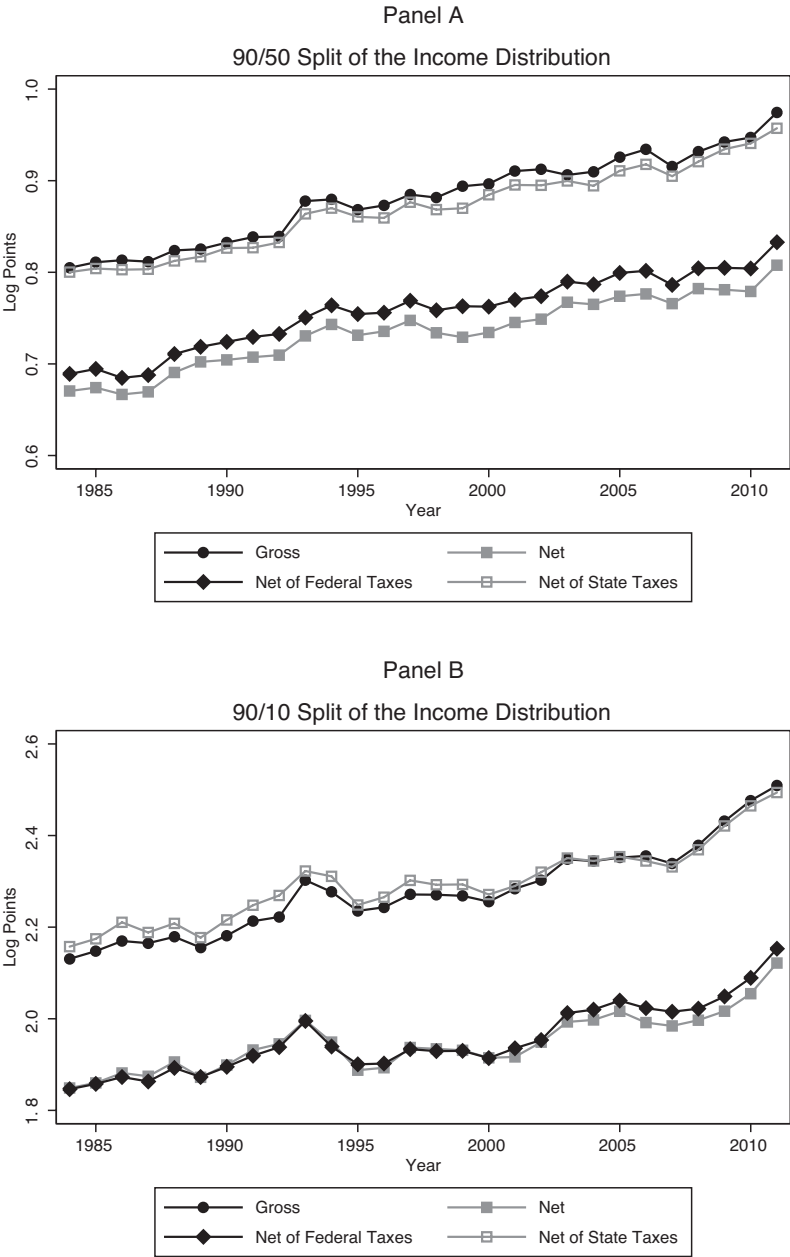 Panel A
90/50 Split of the Income Distribution
1.0
0.9
0.8
0.7
0.6
Log Points
1985 1990 1995 2000 2005 2010
Year
Gross Net
Net of Federal Taxes Net of State Taxes
Panel B
90/10 Split of the Income Distribution
2.6
2.4
2.2
2.0
1.8
Log Points
1985 1990 1995 2000 2005 2010
Year
Gross Net
Net of Federal Taxes Net of State Taxes